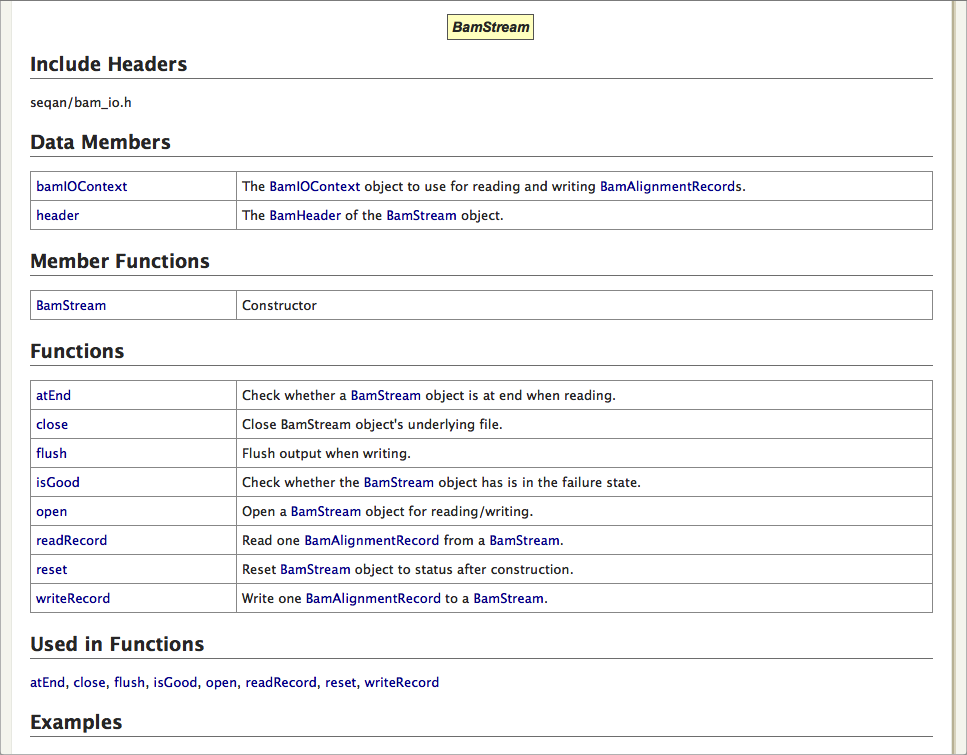 BamStream
Include Headers
seqan/bam_io.h
Data Members
bamIOContext The BamIOContext object to use for reading and writing BamAlignmentRecords.
header The BamHeader of the BamStream object.
Member Functions
BamStream Constructor
Functions
atEnd Check whether a BamStream object is at end when reading.
close Close BamStream object's underlying file.
flush Flush output when writing.
isGood Check whether the BamStream object has is in the failure state.
open Open a BamStream object for reading/writing.
readRecord Read one BamAlignmentRecord from a BamStream.
reset Reset BamStream object to status after construction.
writeRecord Write one BamAlignmentRecord to a BamStream.
Used in Functions
atEnd, close, flush, isGood, open, readRecord, reset, writeRecord
Examples